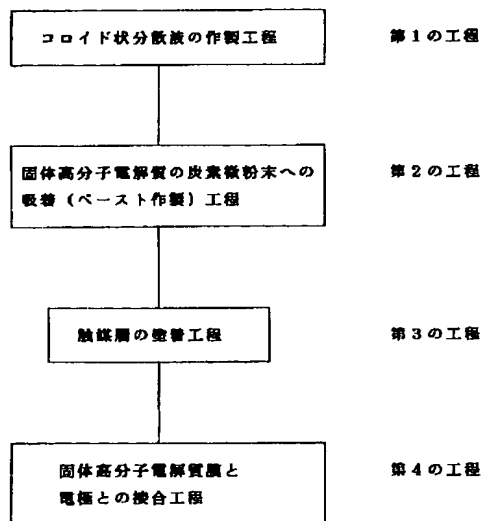 コロイド状分散液の作製工程 第1の工程
固体高分子電解質の炭素微粉末への
吸着(ペースト作製)工程 第2の工程
触媒層の塗着工程 第3の工程
固体高分子電解質膜と
電極との接合工程 第4の工程